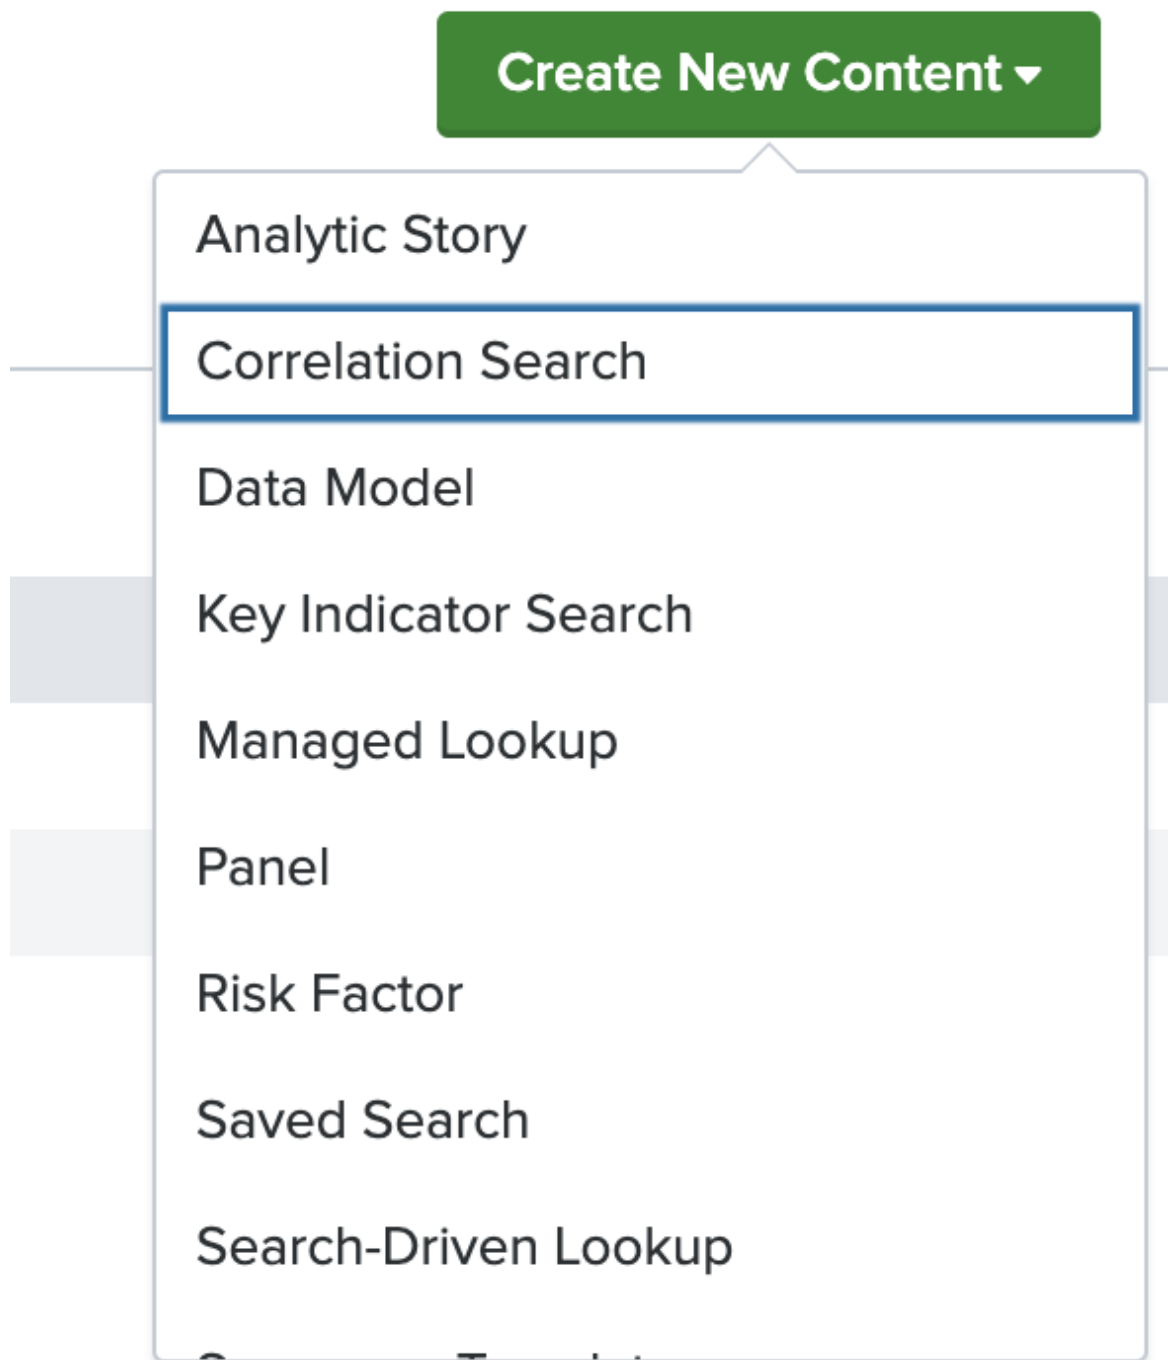 Create New Content
Analytic Story
Correlation Search
Data Model
Key Indicator Search
Managed Lookup
Panel
Risk Factor
Saved Search
Search-Driven Lookup